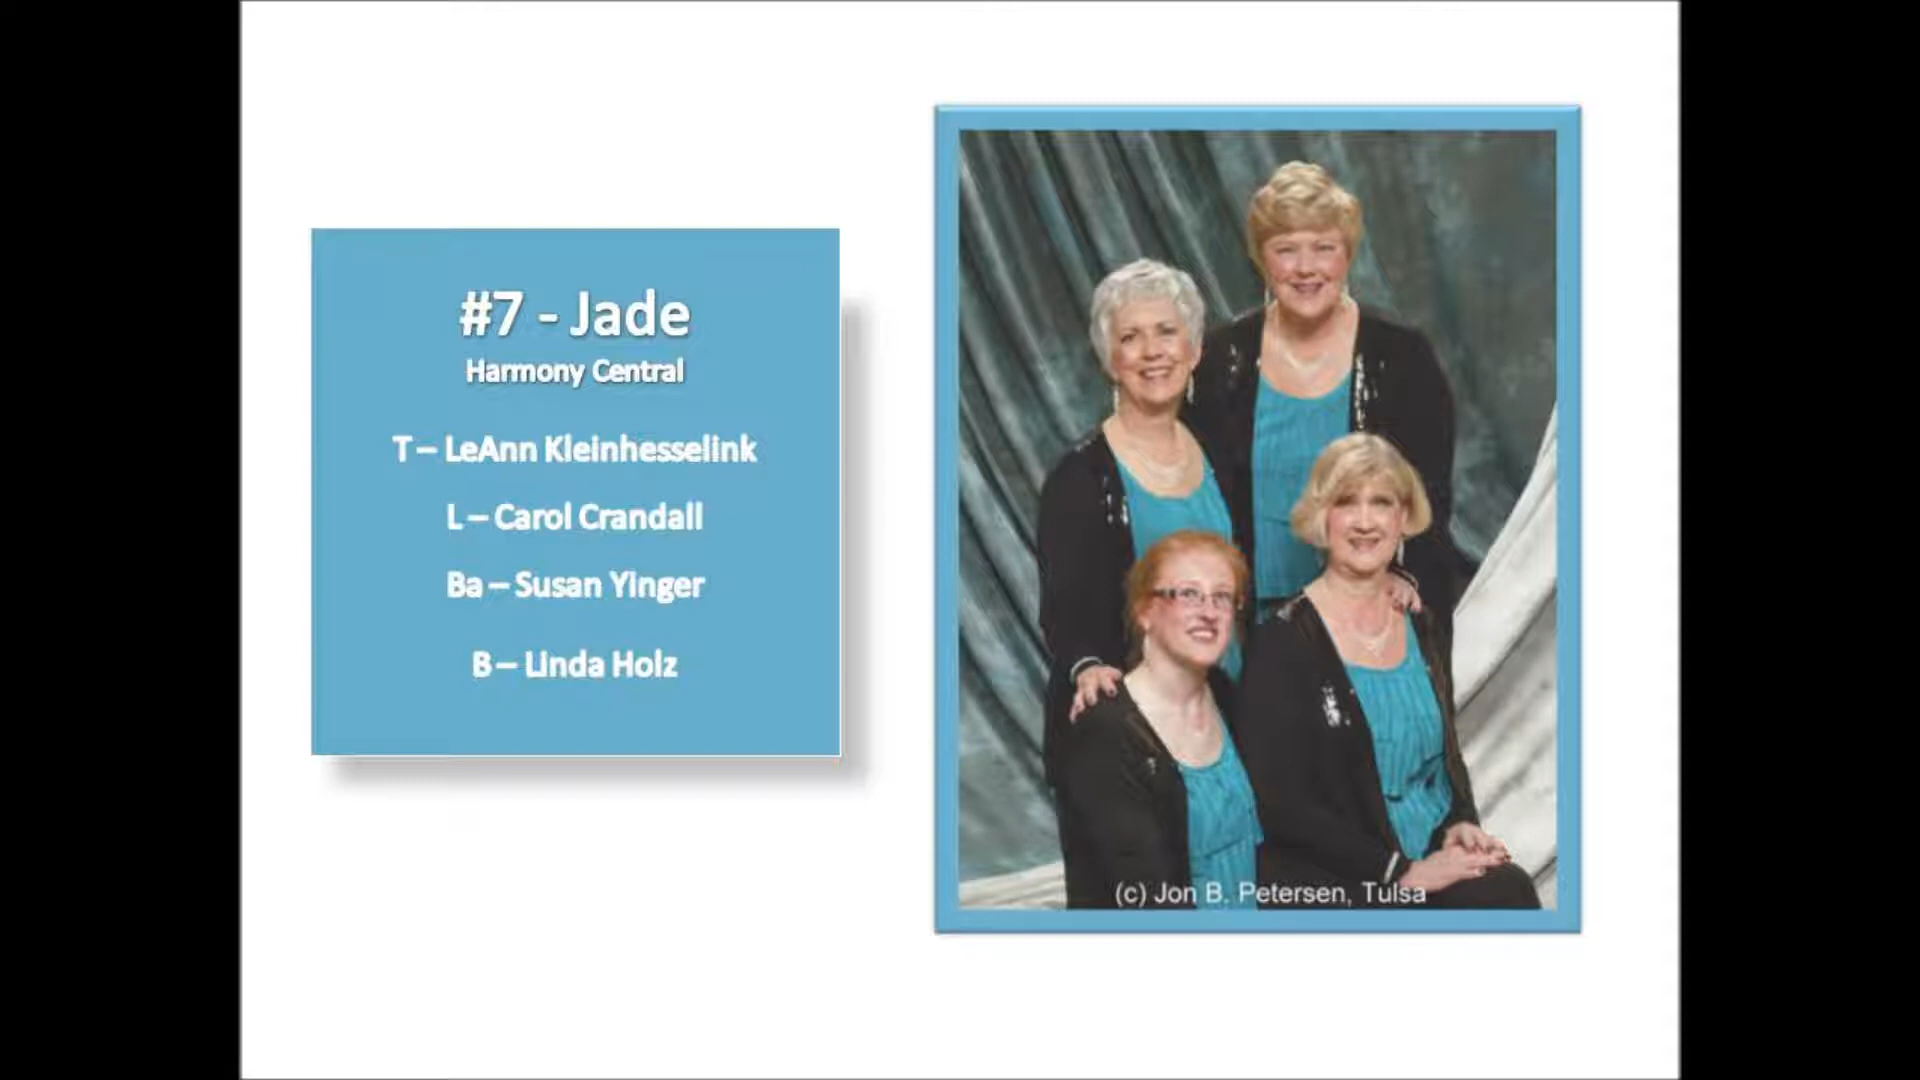 #7 - Jade
Harmony Central
T – LeAnn Kleinhesselink
L – Carol Crandall
Ba – Susan Yinger
B – Linda Holz
(c) Jon B. Petersen, Tulsa